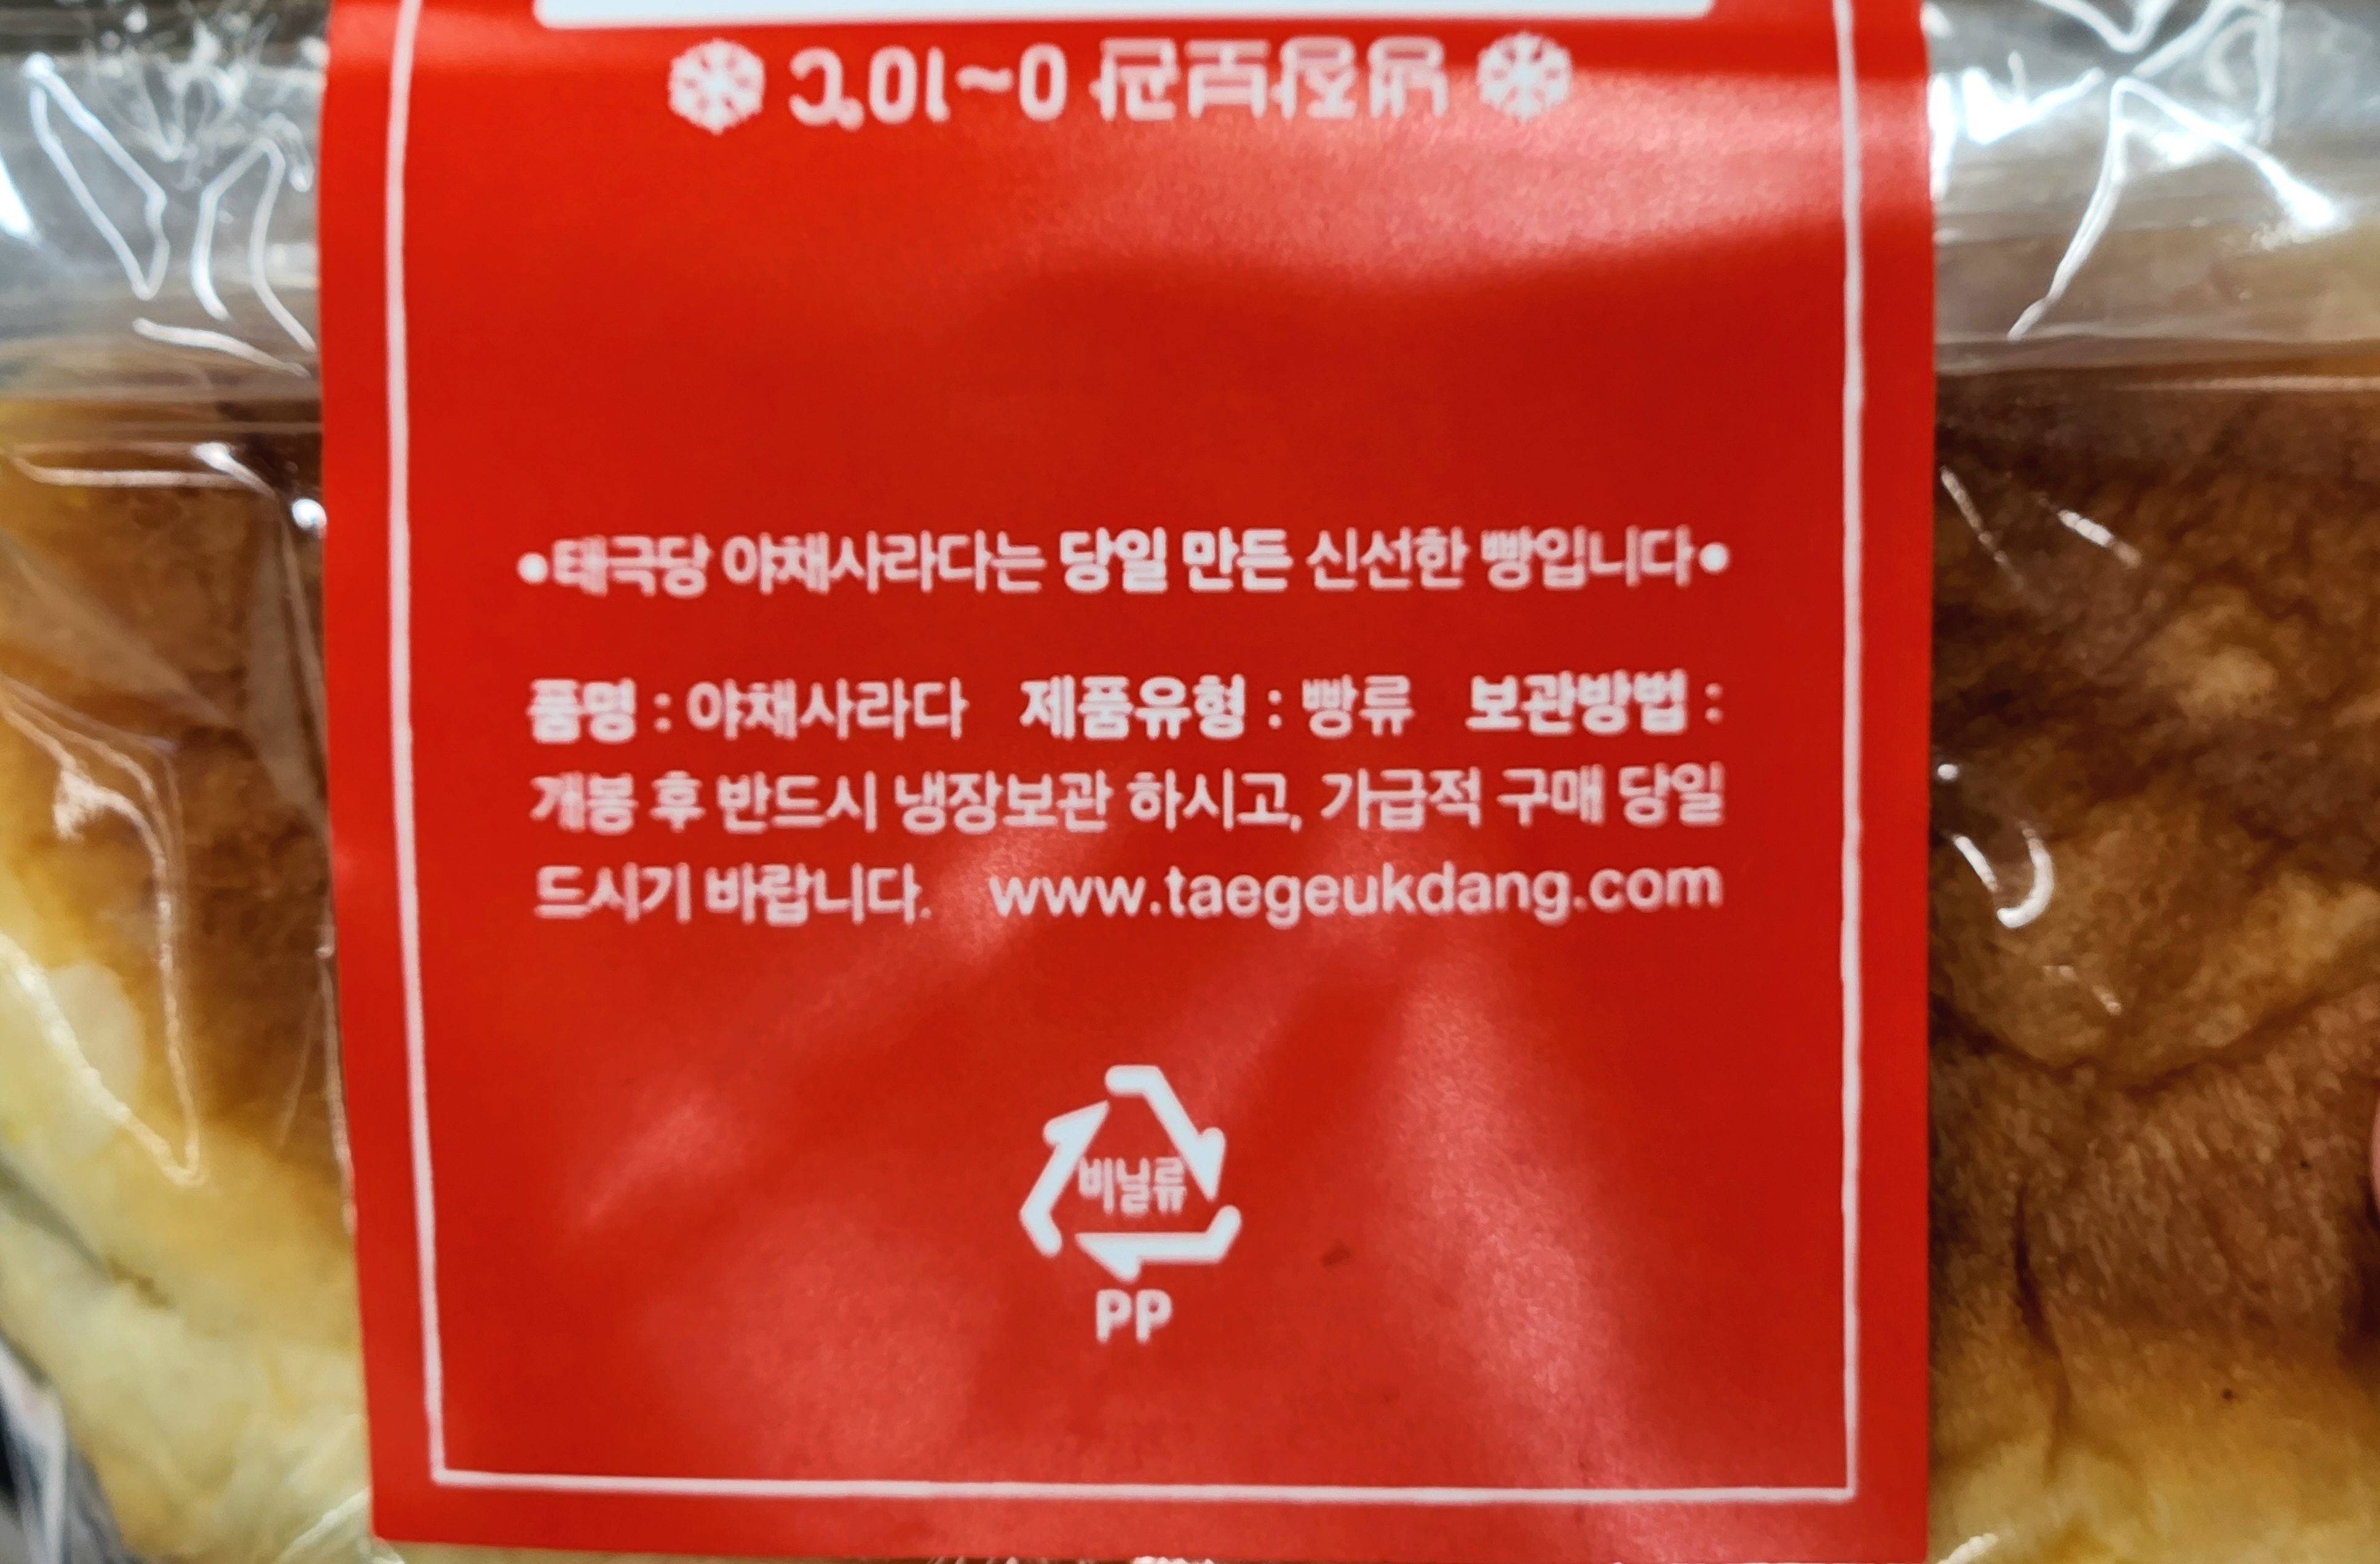 냉장보관 0~10℃
•태극당 야채사라다는 당일 만든 신선한 빵입니다•
품명 : 야채사라다 제품유형 : 빵류 보관방법 :
개봉 후 반드시 냉장보관 하시고, 가급적 구매 당일
드시기 바랍니다. www.taegeukdang.com
비닐류
PP